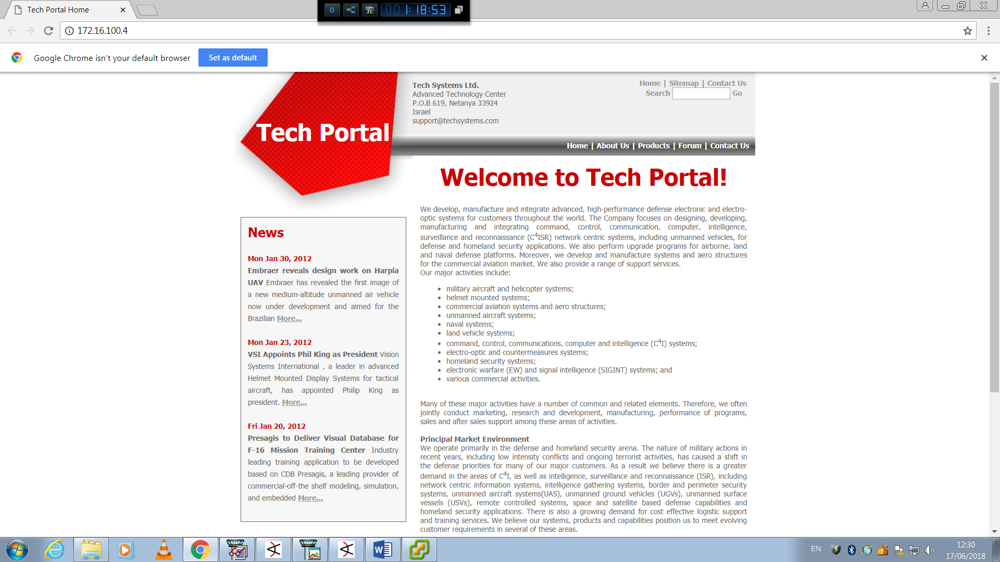 Tech Portal Home
0
00 1:18:53
172.16.100.4
Google Chrome isn't your default browser
Set as default
Tech Portal
Tech Systems Ltd.
Advanced Technology Center
P.O.B 619, Netanya 33924
Israel
support@techsystems.com
Home | Sitemap | Contact Us
Search Go
Home | About Us | Products | Forum | Contact Us
News
Mon Jan 30, 2012
Embraer reveals design work on Harpia
UAV Embraer has revealed the first image of
a new medium-altitude unmanned air vehicle
now under development and aimed for the
Brazilian More...
Mon Jan 23, 2012
VSI Appoints Phil King as President Vision
Systems International , a leader in advanced
Helmet Mounted Display Systems for tactical
aircraft, has appointed Philip King as
president. More...
Fri Jan 20, 2012
Presagis to Deliver Visual Database for
F-16 Mission Training Center Industry
leading training application to be developed
based on CDB Presagis, a leading provider of
commercial-off-the shelf modeling, simulation,
and embedded More...
Welcome to Tech Portal!
We develop, manufacture and integrate advanced, high-performance defense electronic and electro-
optic systems for customers throughout the world. The Company focuses on designing, developing,
manufacturing and integrating command, control, communication, computer, intelligence,
surveillance and reconnaissance (C4ISR) network centric systems, including unmanned vehicles, for
defense and homeland security applications. We also perform upgrade programs for airborne, land
and naval defense platforms. Moreover, we develop and manufacture systems and aero structures
for the commercial aviation market. We also provide a range of support services.
Our major activities include:
• military aircraft and helicopter systems;
• helmet mounted systems;
• commercial aviation systems and aero structures;
• unmanned aircraft systems;
• naval systems;
• land vehicle systems;
• command, control, communications, computer and intelligence (C4I) systems;
• electro-optic and countermeasures systems;
• homeland security systems;
• electronic warfare (EW) and signal intelligence (SIGINT) systems; and
• various commercial activities.
Many of these major activities have a number of common and related elements. Therefore, we often
jointly conduct marketing, research and development, manufacturing, performance of programs,
sales and after sales support among these areas of activities.
Principal Market Environment
We operate primarily in the defense and homeland security arena. The nature of military actions in
recent years, including low intensity conflicts and ongoing terrorist activities, has caused a shift in
the defense priorities for many of our major customers. As a result we believe there is a greater
demand in the areas of C4I, as well as intelligence, surveillance and reconnaissance (ISR), including
network centric information systems, intelligence gathering systems, border and perimeter security
systems, unmanned aircraft systems(UAS), unmanned ground vehicles (UGVs), unmanned surface
vessels (USVs), remote controlled systems, space and satellite based defense capabilities and
homeland security applications. There is also a growing demand for cost effective logistic support
and training services. We believe our systems, products and capabilities position us to meet evolving
customer requirements in several of these areas.
EN
12:30
17/06/2018